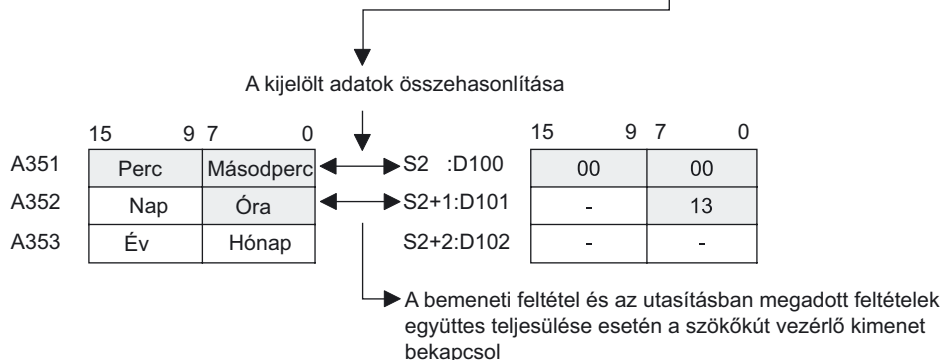 A kijelölt adatok összehasonlítása
15 9 7 0 15 9 7 0
A351 Perc Másodperc S2 :D100 00 00
A352 Nap Óra S2+1:D101 - 13
A353 Év Hónap S2+2:D102 - -
A bemeneti feltétel és az utasításban megadott feltételek
együttes teljesülése esetén a szökőkút vezérlő kimenet
bekapcsol